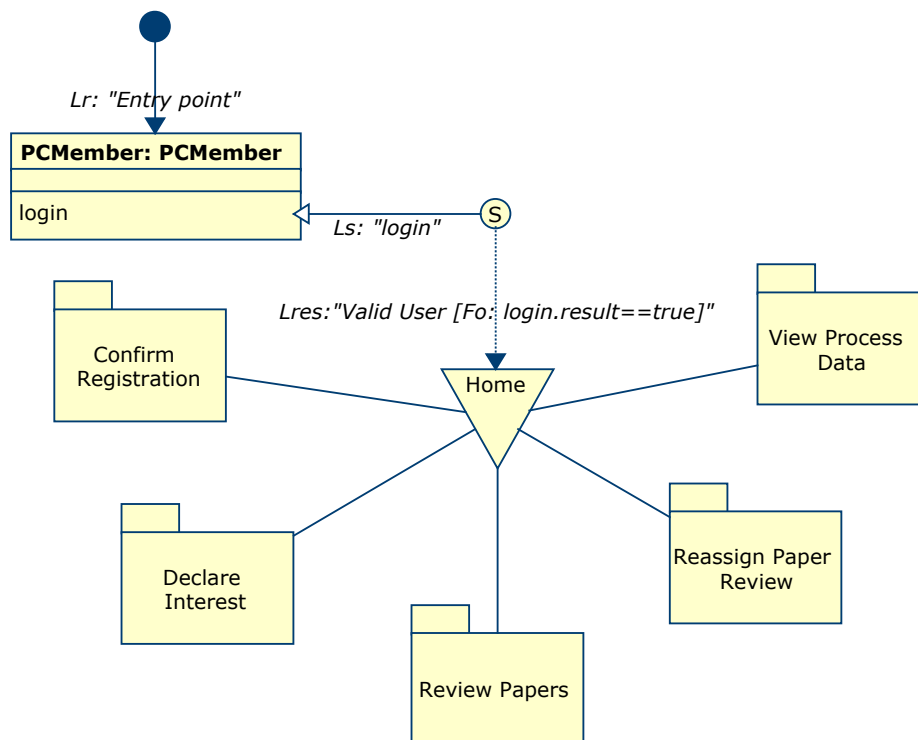 Lr: "Entry point"
PCMember: PCMember
login
S
Ls: "login"
Lres:"Valid User [Fo: login.result==true]"
View Process
Data
Confirm
Registration
Home
Reassign Paper
Review
Declare
Interest
Review Papers